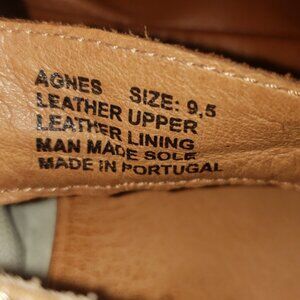 AGNES SIZE: 9,5
LEATHER UPPER
LEATHER LINING
MAN MADE SOLE
MADE IN PORTUGAL